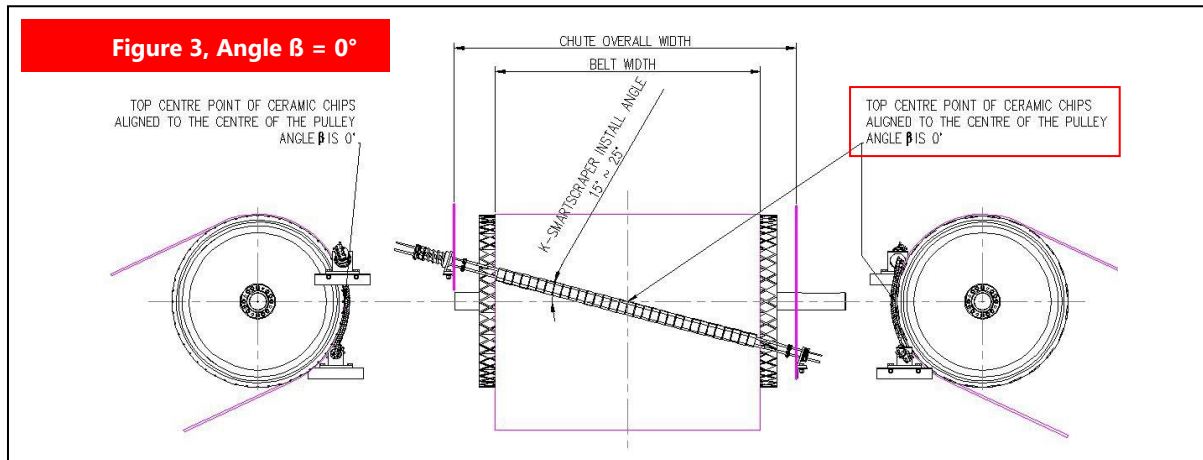 Figure 3, Angle ß = 0°
CHUTE OVERALL WIDTH
BELT WIDTH
TOP CENTRE POINT OF CERAMIC CHIPS
ALIGNED TO THE CENTRE OF THE PULLEY
ANGLE β IS 0°
K-SMARTSCRAPER INSTALL ANGLE
15° ~ 25°
TOP CENTRE POINT OF CERAMIC CHIPS
ALIGNED TO THE CENTRE OF THE PULLEY
ANGLE β IS 0°